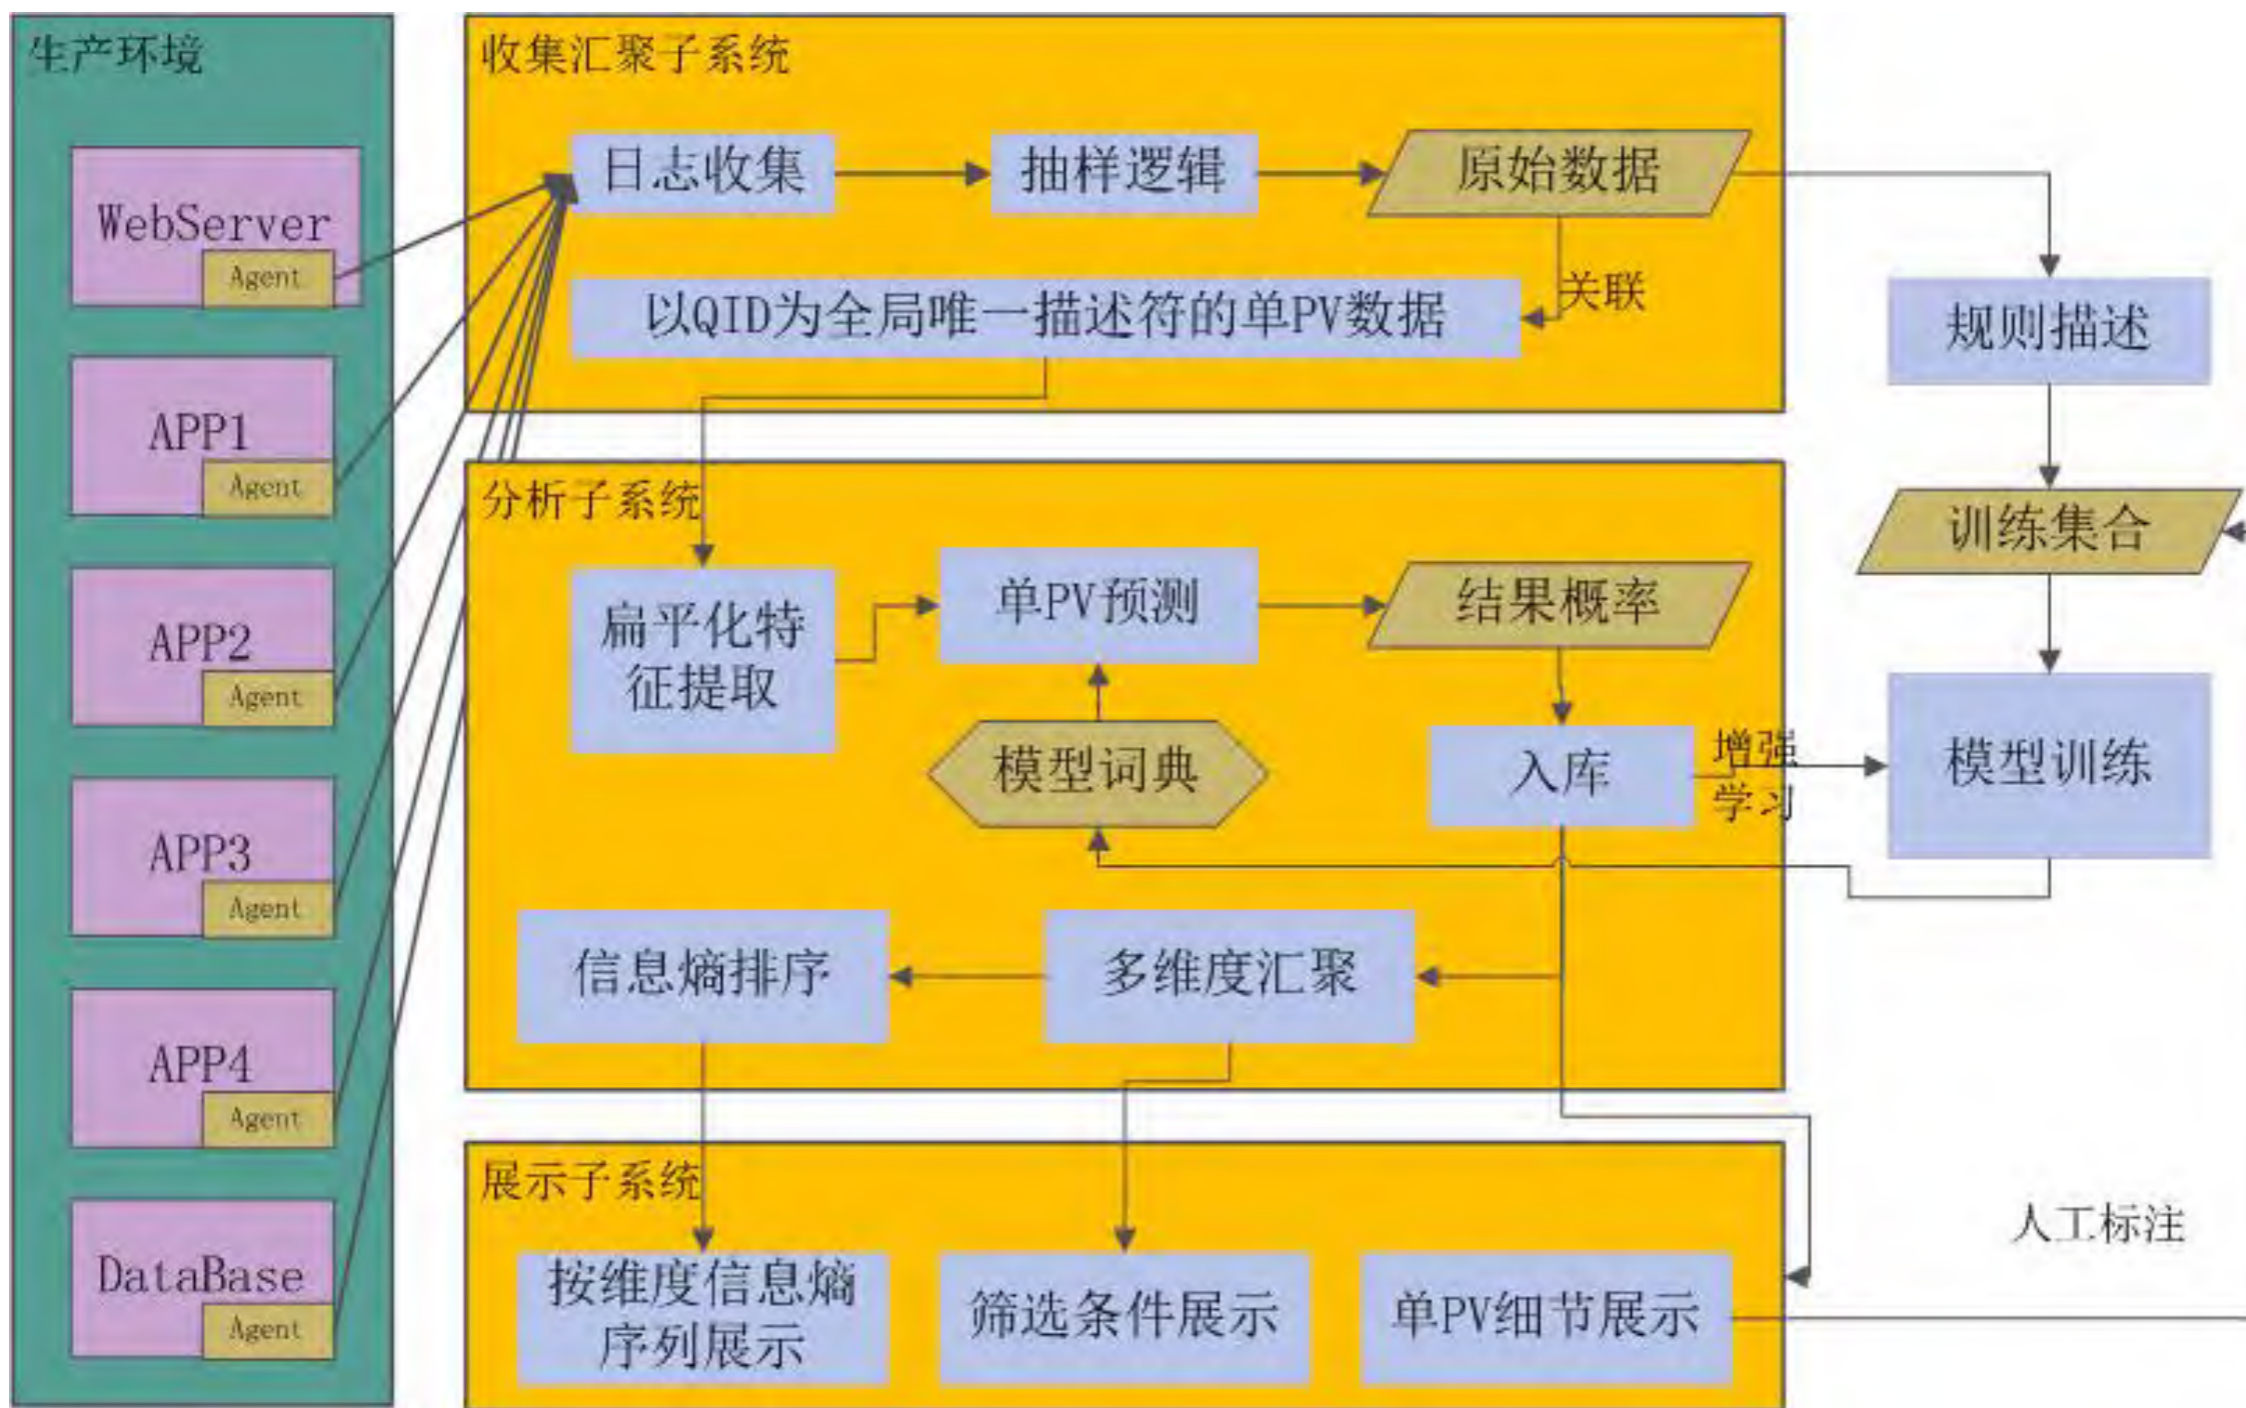 生产环境
WebServer
Agent
APP1
Agent
APP2
Agent
APP3
Agent
APP4
Agent
DataBase
Agent
收集汇聚子系统
日志收集
抽样逻辑
原始数据
关联
以QID为全局唯一描述符的单PV数据
分析子系统
扁平化特
征提取
单PV预测
结果概率
模型词典
入库
增强
学习
信息熵排序
多维度汇聚
展示子系统
按维度信息熵
序列展示
筛选条件展示
单PV细节展示
规则描述
训练集合
模型训练
人工标注